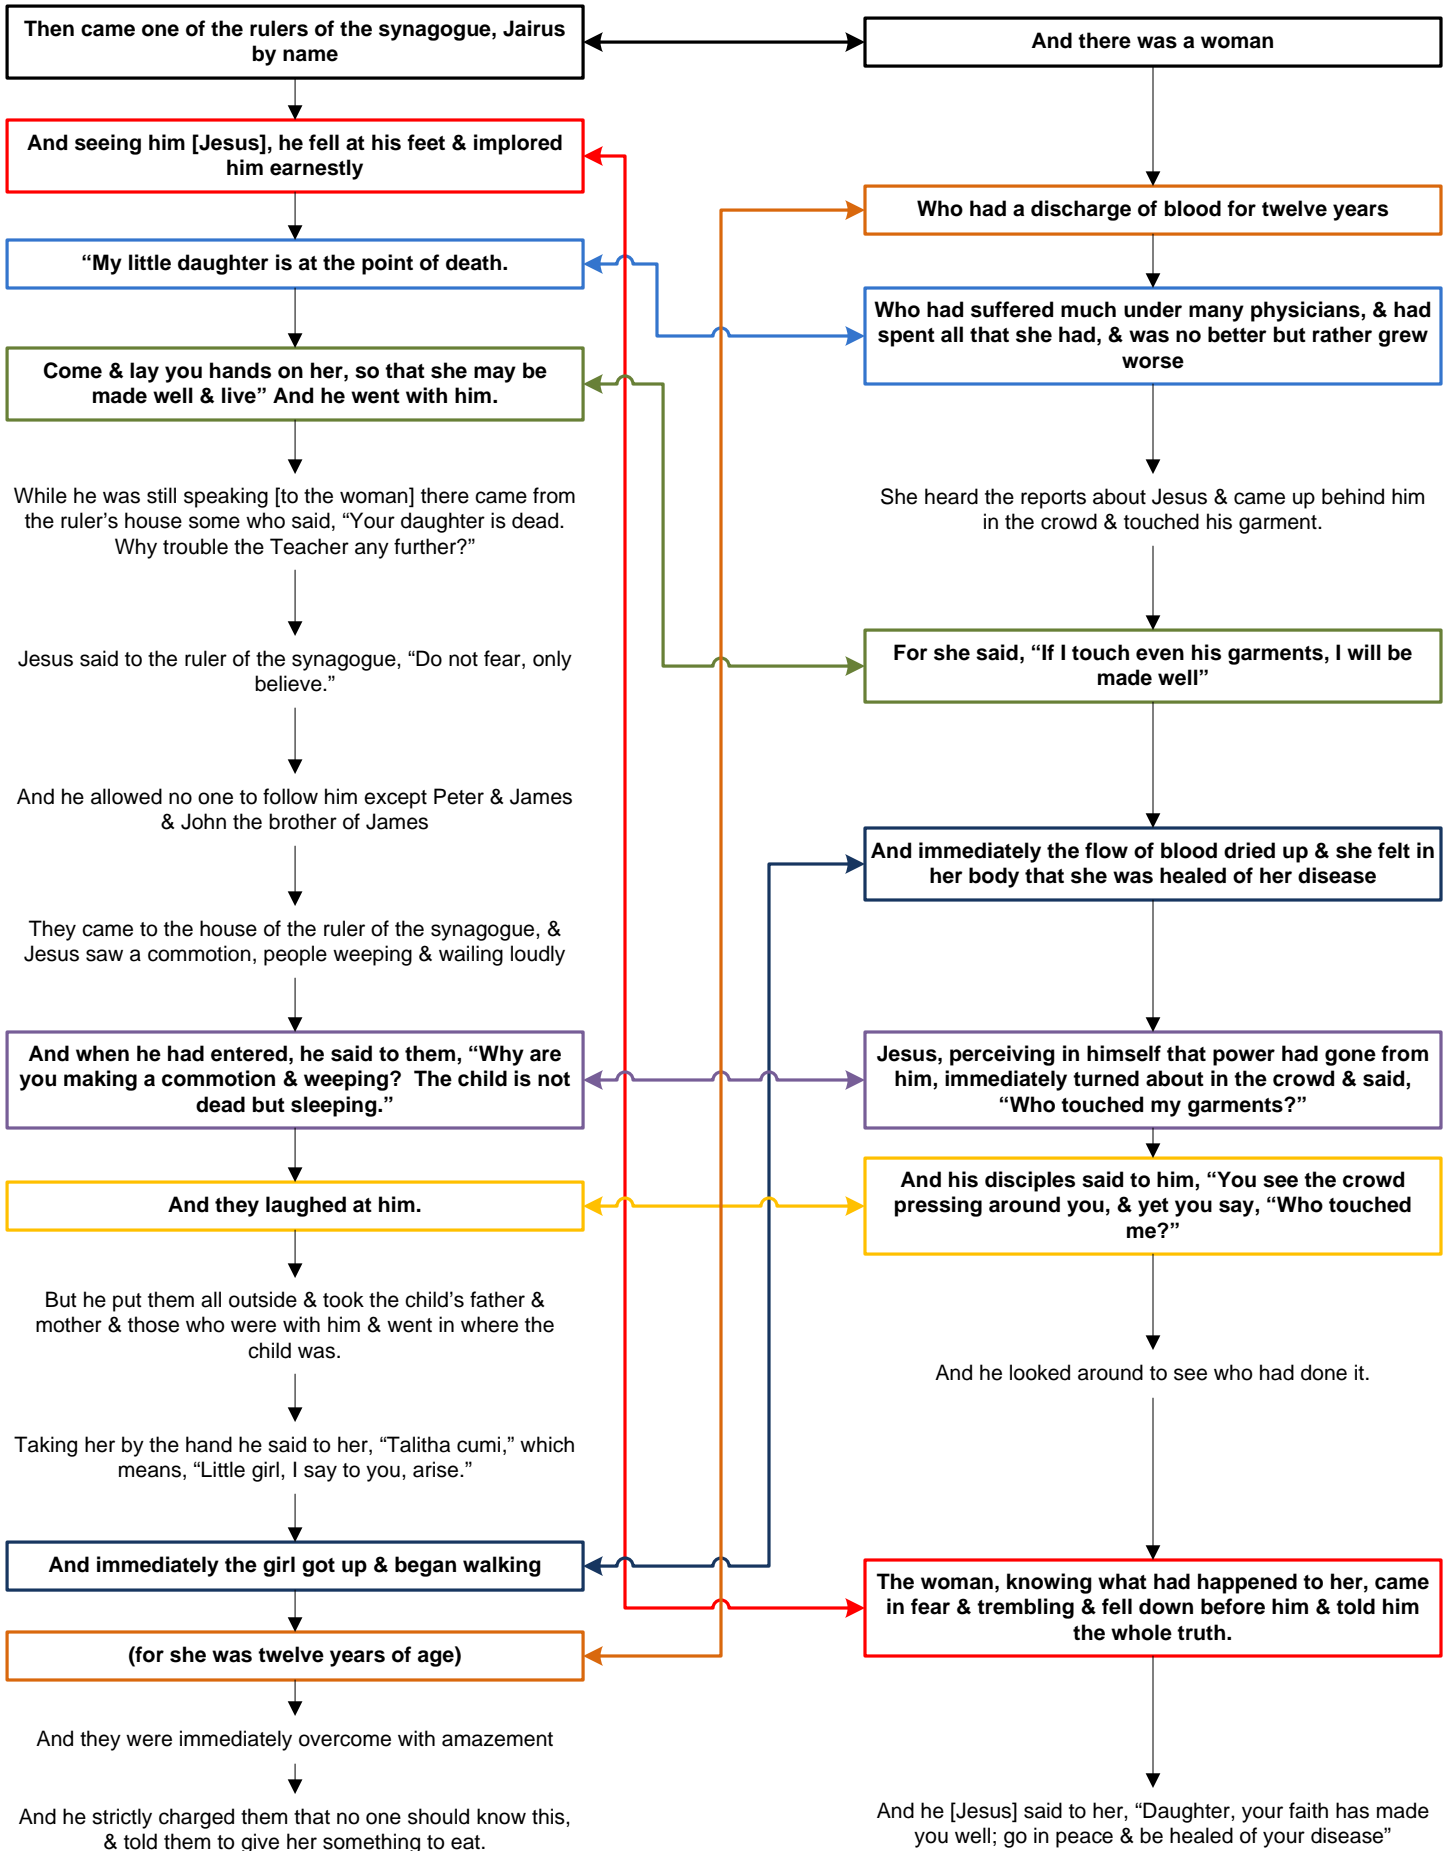 Then came one of the rulers of the synagogue, Jairus
by name
And seeing him [Jesus], he fell at his feet & implored
him earnestly
“My little daughter is at the point of death.
Come & lay you hands on her, so that she may be
made well & live” And he went with him.
While he was still speaking [to the woman] there came from
the ruler’s house some who said, “Your daughter is dead.
Why trouble the Teacher any further?”
Jesus said to the ruler of the synagogue, “Do not fear, only
believe.”
And he allowed no one to follow him except Peter & James
& John the brother of James
They came to the house of the ruler of the synagogue, &
Jesus saw a commotion, people weeping & wailing loudly
And when he had entered, he said to them, “Why are
you making a commotion & weeping?  The child is not
dead but sleeping.”
And they laughed at him.
But he put them all outside & took the child’s father &
mother & those who were with him & went in where the
child was.
Taking her by the hand he said to her, “Talitha cumi,” which
means, “Little girl, I say to you, arise.”
And immediately the girl got up & began walking
(for she was twelve years of age)
And they were immediately overcome with amazement
And he strictly charged them that no one should know this,
& told them to give her something to eat.
And there was a woman
Who had a discharge of blood for twelve years
Who had suffered much under many physicians, & had
spent all that she had, & was no better but rather grew
worse
She heard the reports about Jesus & came up behind him
in the crowd & touched his garment.
For she said, “If I touch even his garments, I will be
made well”
And immediately the flow of blood dried up & she felt in
her body that she was healed of her disease
Jesus, perceiving in himself that power had gone from
him, immediately turned about in the crowd & said,
“Who touched my garments?”
And his disciples said to him, “You see the crowd
pressing around you, & yet you say, “Who touched
me?”
And he looked around to see who had done it.
The woman, knowing what had happened to her, came
in fear & trembling & fell down before him & told him
the whole truth.
And he [Jesus] said to her, “Daughter, your faith has made
you well; go in peace & be healed of your disease”